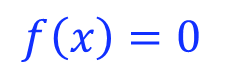 f(x) = 0